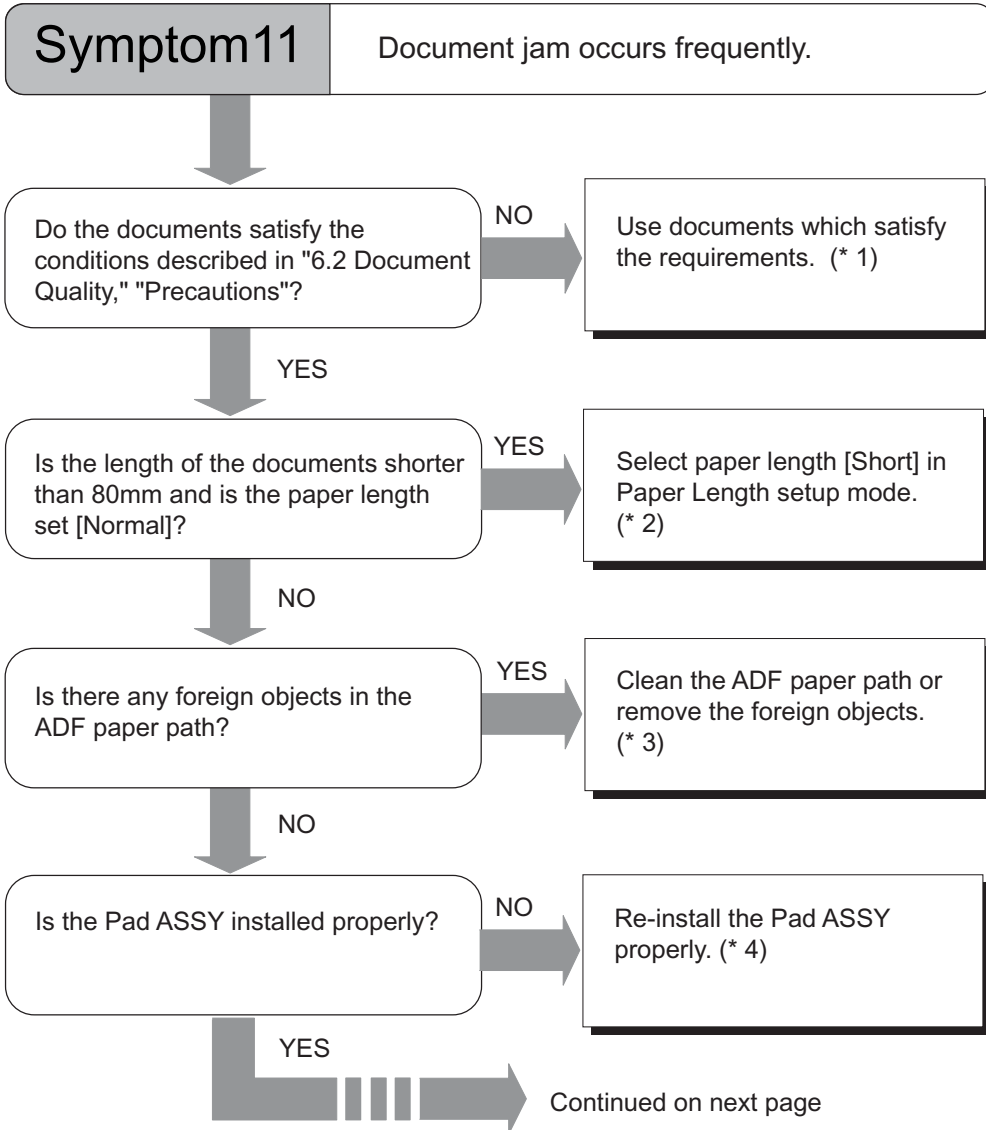 Symptom11
Document jam occurs frequently.
Do the documents satisfy the
conditions described in "6.2 Document
Quality," "Precautions"?
NO
Use documents which satisfy
the requirements. (* 1)
YES
Is the length of the documents shorter
than 80mm and is the paper length
set [Normal]?
YES
Select paper length [Short] in
Paper Length setup mode.
(* 2)
NO
Is there any foreign objects in the
ADF paper path?
YES
Clean the ADF paper path or
remove the foreign objects.
(* 3)
NO
Is the Pad ASSY installed properly?
NO
Re-install the Pad ASSY
properly. (* 4)
YES
Continued on next page